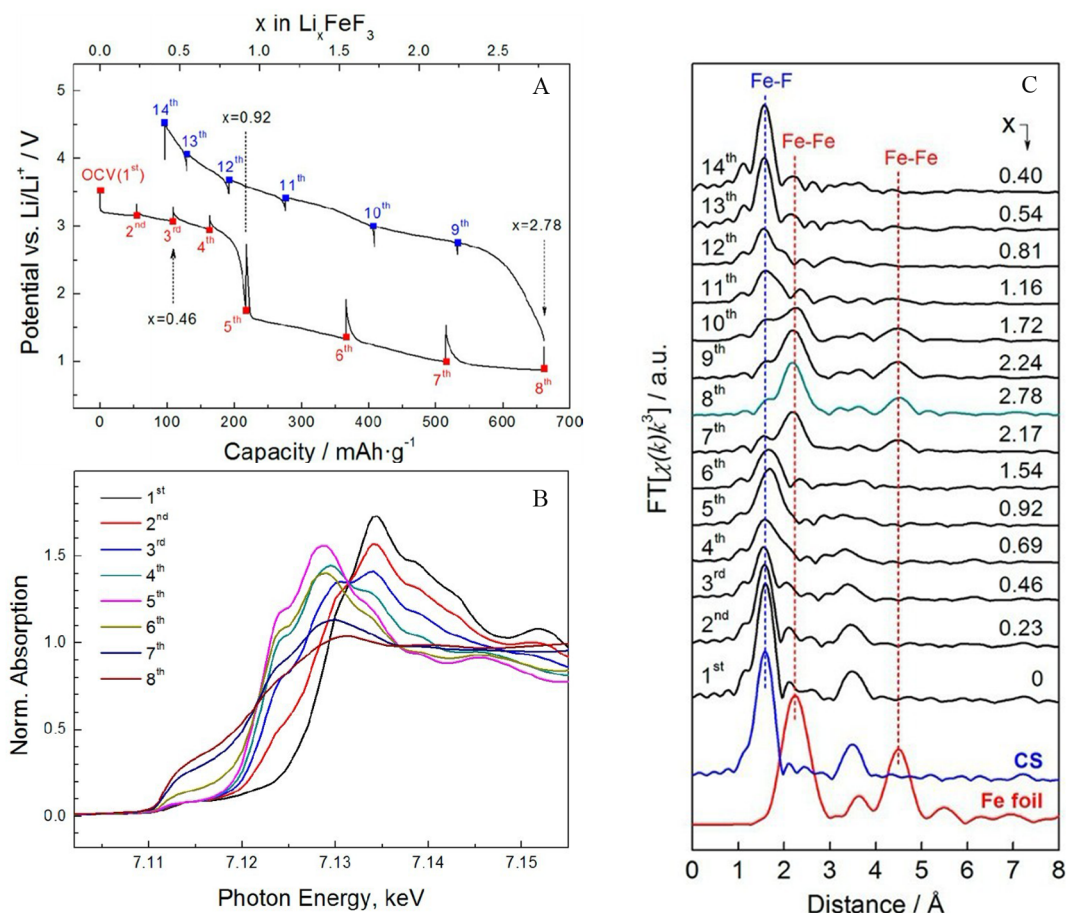 x in LiₓFeF₃
0.0 0.5 1.0 1.5 2.0 2.5
A
Potential vs. Li/Li⁺ / V
5
4
3
2
1
14ᵗʰ
13ᵗʰ
12ᵗʰ
x=0.92
11ᵗʰ
10ᵗʰ
9ᵗʰ
x=2.78
OCV(1ˢᵗ)
2ⁿᵈ
3ʳᵈ
4ᵗʰ
x=0.46
5ᵗʰ
6ᵗʰ
7ᵗʰ
8ᵗʰ
0 100 200 300 400 500 600 700
Capacity / mAh·g⁻¹
B
Norm. Absorption
1.5
1.0
0.5
0.0
1ˢᵗ
2ⁿᵈ
3ʳᵈ
4ᵗʰ
5ᵗʰ
6ᵗʰ
7ᵗʰ
8ᵗʰ
7.11 7.12 7.13 7.14 7.15
Photon Energy, keV
C
Fe-F
Fe-Fe
Fe-Fe
x
FT[χ(k)k³] / a.u.
14ᵗʰ 0.40
13ᵗʰ 0.54
12ᵗʰ 0.81
11ᵗʰ 1.16
10ᵗʰ 1.72
9ᵗʰ 2.24
8ᵗʰ 2.78
7ᵗʰ 2.17
6ᵗʰ 1.54
5ᵗʰ 0.92
4ᵗʰ 0.69
3ʳᵈ 0.46
2ⁿᵈ 0.23
1ˢᵗ 0
CS
Fe foil
0 1 2 3 4 5 6 7 8
Distance / Å